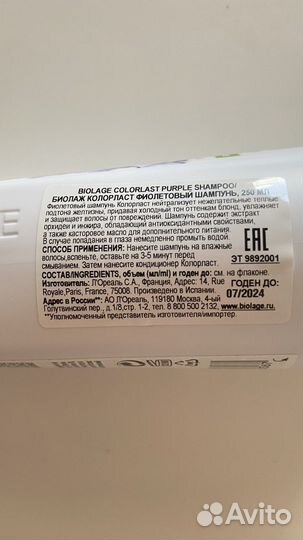 BIOLAGE COLORLAST PURPLE SHAMPOO/
БИОЛАЖ КОЛОРЛАСТ ФИОЛЕТОВЫЙ ШАМПУНЬ, 250 МЛ
Фиолетовый шампунь Колорласт нейтрализует нежелательные теплые
подтона желтизны, придавая холодный тон оттенкам блонд, увлажняет
и защищает волосы от повреждений. Шампунь содержит экстракт
орхидеи и инжира, обладающий антиоксидантными свойствами,
а также касторовое масло для дополнительного питания.
В случае попадания в глаза немедленно промыть водой.
СПОСОБ ПРИМЕНЕНИЯ: Нанесите шампунь на влажные
волосы, вспеньте, оставьте на 3-5 минут перед
смыванием. Затем нанесите кондиционер Колорласт.
EAC
ЭТ 9892001
СОСТАВ/INGREDIENTS, объем (мл/ml) и годен до: см. на флаконе.
Изготовитель: Л'Ореаль С.А., Франция, Адрес: 14, Rue
Royale, Paris, France, 75008. Произведено в Испании.
Адрес в России*: АО Л'ОРЕАЛЬ, 119180 Москва, 4-ый
Голутвинский пер., д.1/8, стр. 1-2, тел. 8 800 500 2132, www.biolage.ru
*Уполномоченный представитель изготовителя/импортер.
ГОДЕН ДО:
07/2024
Avito